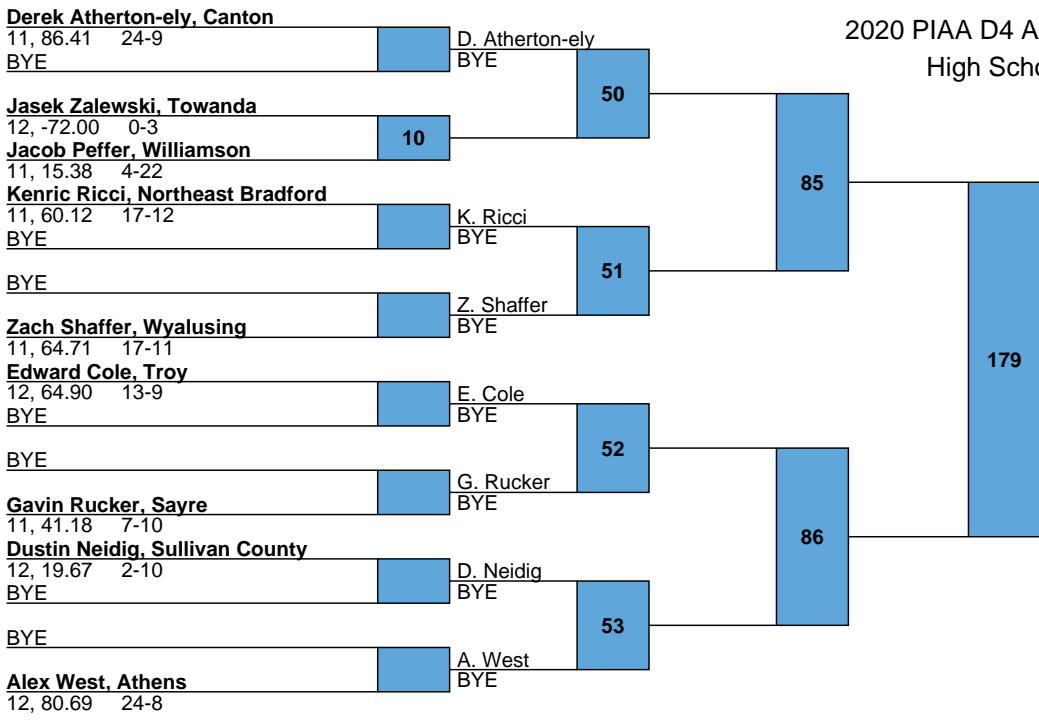 Derek Atherton-ely, Canton
11, 86.41 24-9
BYE
Jasek Zalewski, Towanda
12, -72.00 0-3
Jacob Peffer, Williamson
11, 15.38 4-22
Kenric Ricci, Northeast Bradford
11, 60.12 17-12
BYE
BYE
Zach Shaffer, Wyalusing
11, 64.71 17-11
Edward Cole, Troy
12, 64.90 13-9
BYE
BYE
Gavin Rucker, Sayre
11, 41.18 7-10
Dustin Neidig, Sullivan County
12, 19.67 2-10
BYE
BYE
Alex West, Athens
12, 80.69 24-8
10
D. Atherton-ely
BYE
K. Ricci
BYE
Z. Shaffer
BYE
E. Cole
BYE
G. Rucker
BYE
D. Neidig
BYE
A. West
BYE
50
51
52
53
85
86
179
2020 PIAA D4 A
High Scho